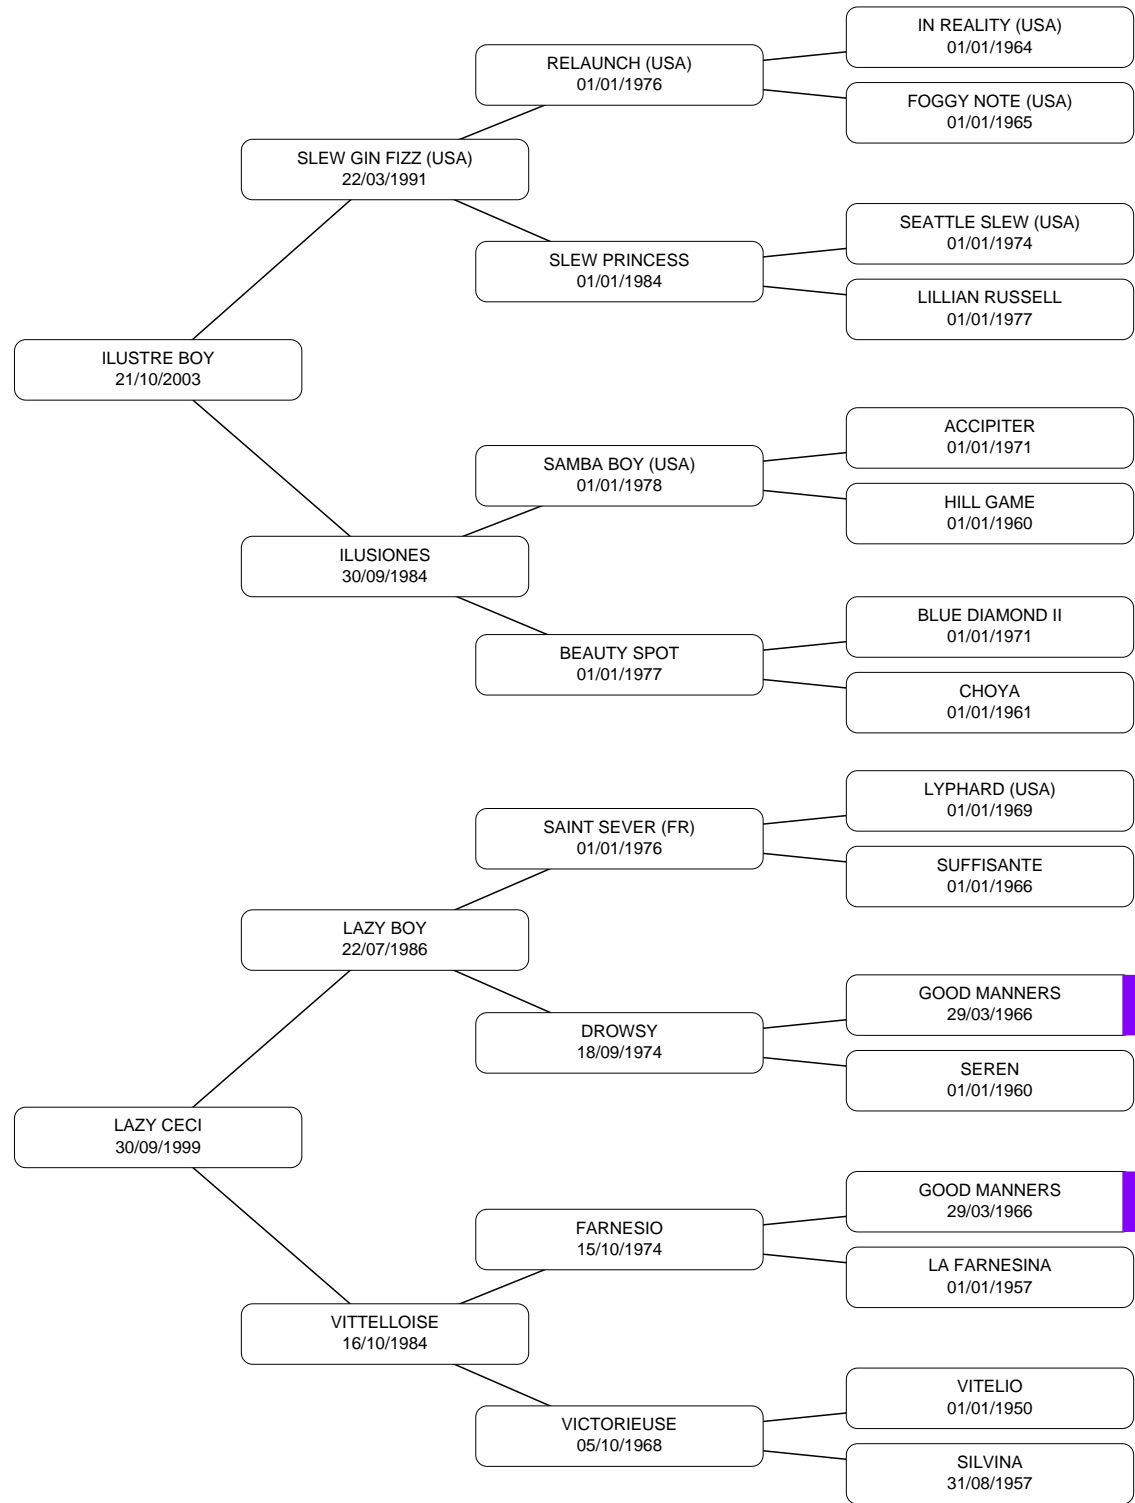 IN REALITY (USA)
01/01/1964
RELAUNCH (USA)
01/01/1976
FOGGY NOTE (USA)
01/01/1965
SLEW GIN FIZZ (USA)
22/03/1991
SEATTLE SLEW (USA)
01/01/1974
SLEW PRINCESS
01/01/1984
LILLIAN RUSSELL
01/01/1977
ILUSTRE BOY
21/10/2003
ACCIPITER
01/01/1971
SAMBA BOY (USA)
01/01/1978
HILL GAME
01/01/1960
ILUSIONES
30/09/1984
BLUE DIAMOND II
01/01/1971
BEAUTY SPOT
01/01/1977
CHOYA
01/01/1961
LYPHARD (USA)
01/01/1969
SAINT SEVER (FR)
01/01/1976
SUFFISANTE
01/01/1966
LAZY BOY
22/07/1986
GOOD MANNERS
29/03/1966
DROWSY
18/09/1974
SEREN
01/01/1960
LAZY CECI
30/09/1999
GOOD MANNERS
29/03/1966
FARNESIO
15/10/1974
LA FARNESINA
01/01/1957
VITTELLOISE
16/10/1984
VITELIO
01/01/1950
VICTORIEUSE
05/10/1968
SILVINA
31/08/1957